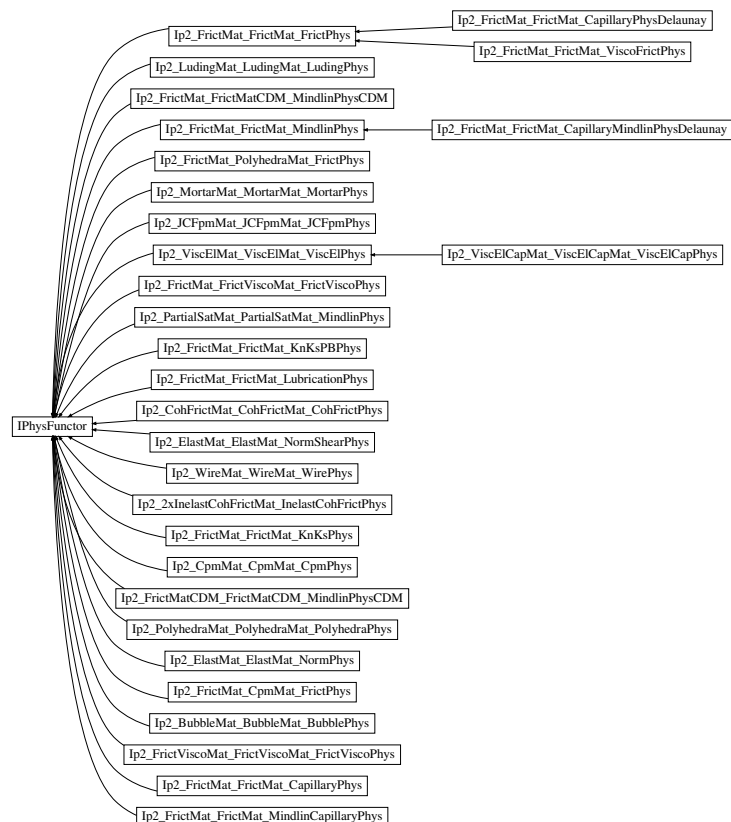 Ip2_FrictMat_FrictMat_CapillaryPhysDelaunay
Ip2_FrictMat_FrictMat_FrictPhys
Ip2_FrictMat_FrictMat_ViscoFrictPhys
Ip2_LudingMat_LudingMat_LudingPhys
Ip2_FrictMat_FrictMatCDM_MindlinPhysCDM
Ip2_FrictMat_FrictMat_MindlinPhys
Ip2_FrictMat_FrictMat_CapillaryMindlinPhysDelaunay
Ip2_FrictMat_PolyhedraMat_FrictPhys
Ip2_MortarMat_MortarMat_MortarPhys
Ip2_JCFpmMat_JCFpmMat_JCFpmPhys
Ip2_ViscElMat_ViscElMat_ViscElPhys
Ip2_ViscElCapMat_ViscElCapMat_ViscElCapPhys
Ip2_FrictMat_FrictViscoMat_FrictViscoPhys
Ip2_PartialSatMat_PartialSatMat_MindlinPhys
Ip2_FrictMat_FrictMat_KnKsPBPhys
Ip2_FrictMat_FrictMat_LubricationPhys
Ip2_CohFrictMat_CohFrictMat_CohFrictPhys
IPhysFunctor
Ip2_ElastMat_ElastMat_NormShearPhys
Ip2_WireMat_WireMat_WirePhys
Ip2_2xInelastCohFrictMat_InelastCohFrictPhys
Ip2_FrictMat_FrictMat_KnKsPhys
Ip2_CpmMat_CpmMat_CpmPhys
Ip2_FrictMatCDM_FrictMatCDM_MindlinPhysCDM
Ip2_PolyhedraMat_PolyhedraMat_PolyhedraPhys
Ip2_ElastMat_ElastMat_NormPhys
Ip2_FrictMat_CpmMat_FrictPhys
Ip2_BubbleMat_BubbleMat_BubblePhys
Ip2_FrictViscoMat_FrictViscoMat_FrictViscoPhys
Ip2_FrictMat_FrictMat_CapillaryPhys
Ip2_FrictMat_FrictMat_MindlinCapillaryPhys